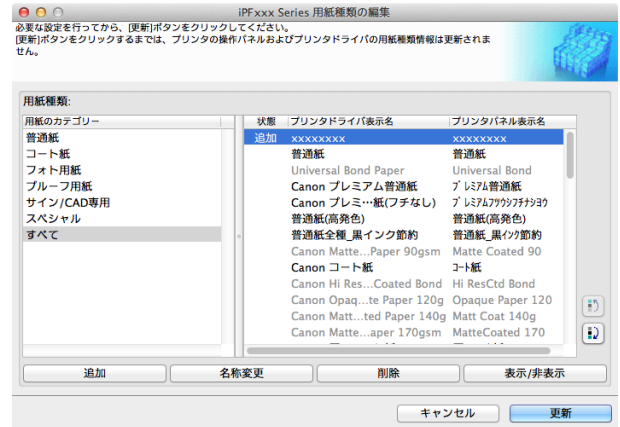 iPFxxx Series 用紙種類の編集
必要な設定を行ってから、[更新]ボタンをクリックしてください。
[更新]ボタンをクリックするまでは、プリンタの操作パネルおよびプリンタドライバの用紙種類情報は更新されま
せん。
用紙種類:
用紙のカテゴリー
普通紙
コート紙
フォト用紙
プルーフ用紙
サイン/CAD専用
スペシャル
すべて
状態 プリンタドライバ表示名 プリンタパネル表示名
追加 xxxxxxxx xxxxxxxx
普通紙 普通紙
Universal Bond Paper Universal Bond
Canon プレミアム普通紙 プレミアム普通紙
Canon プレミ…紙(フチなし) プレミアムフツウシフチナシヨウ
普通紙(高発色) 普通紙(高発色)
普通紙全種_黒インク節約 普通紙_黒インク節約
Canon Matte...Paper 90gsm Matte Coated 90
Canon コート紙 コート紙
Canon Hi Res...Coated Bond Hi ResCtd Bond
Canon Opaq...te Paper 120g Opaque Paper 120
Canon Matt...ted Paper 140g Matt Coat 140g
Canon Matte...aper 170gsm MatteCoated 170
追加 名称変更 削除 表示/非表示
キャンセル 更新